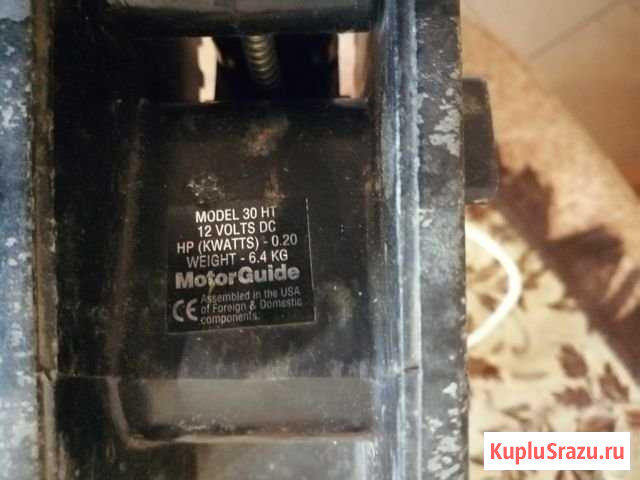 MODEL 30 HT
12 VOLTS DC
HP (KWATTS) - 0.20
WEIGHT - 6.4 KG
MotorGuide
CE Assembled in the USA
of Foreign & Domestic
components.
KupluSrazu.ru